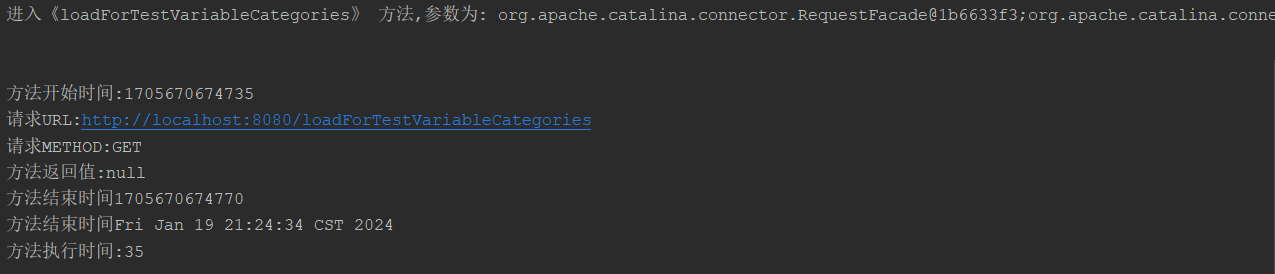 进入《loadForTestVariableCategories》 方法,参数为: org.apache.catalina.connector.RequestFacade@1b6633f3;org.apache.catalina.conne
方法开始时间:1705670674735
请求URL:http://localhost:8080/loadForTestVariableCategories
请求METHOD:GET
方法返回值:null
方法结束时间1705670674770
方法结束时间Fri Jan 19 21:24:34 CST 2024
方法执行时间:35